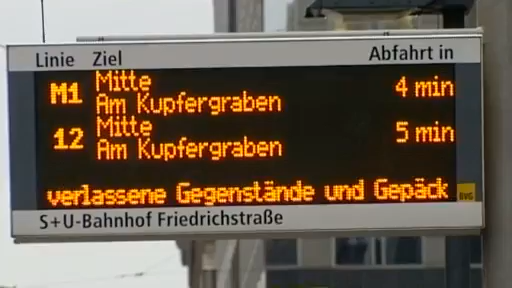 Linie Ziel Abfahrt in
M1 Mitte
Am Kupfergraben 4 min
12 Mitte
Am Kupfergraben 5 min
verlassene Gegenstände und Gepäck
BVG
S+U-Bahnhof Friedrichstraße